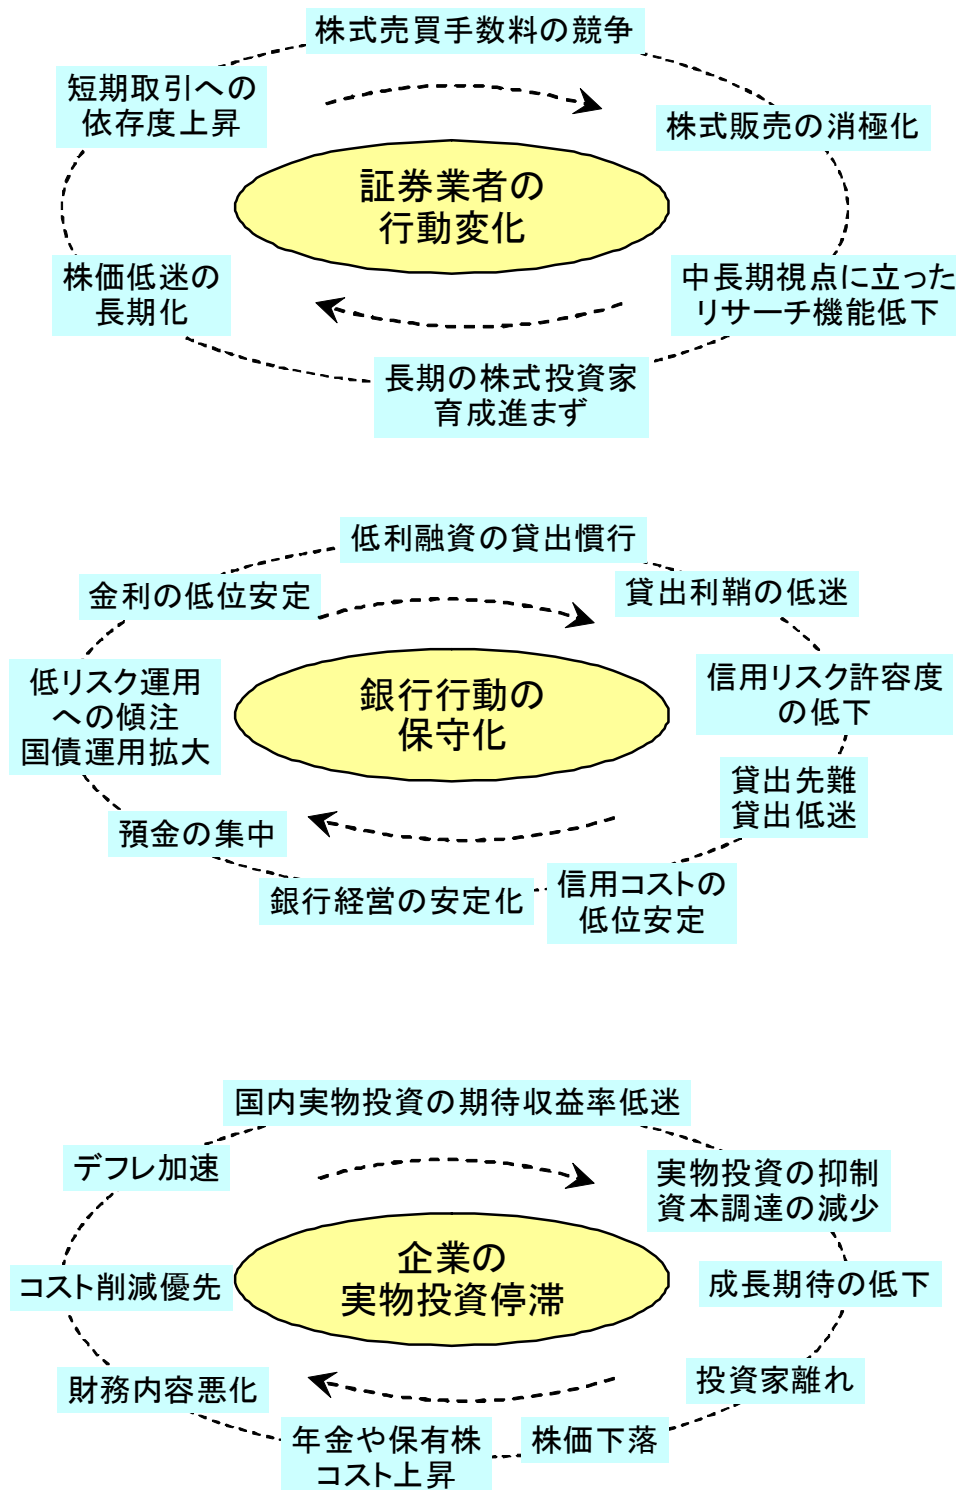 株式売買手数料の競争
短期取引への
依存度上昇
株式販売の消極化
証券業者の
行動変化
株価低迷の
長期化
中長期視点に立った
リサーチ機能低下
長期の株式投資家
育成進まず
低利融資の貸出慣行
金利の低位安定
貸出利鞘の低迷
低リスク運用
への傾注
国債運用拡大
銀行行動の
保守化
信用リスク許容度
の低下
貸出先難
貸出低迷
預金の集中
銀行経営の安定化
信用コストの
低位安定
国内実物投資の期待収益率低迷
デフレ加速
実物投資の抑制
資本調達の減少
企業の
実物投資停滞
コスト削減優先
成長期待の低下
財務内容悪化
投資家離れ
年金や保有株
コスト上昇
株価下落